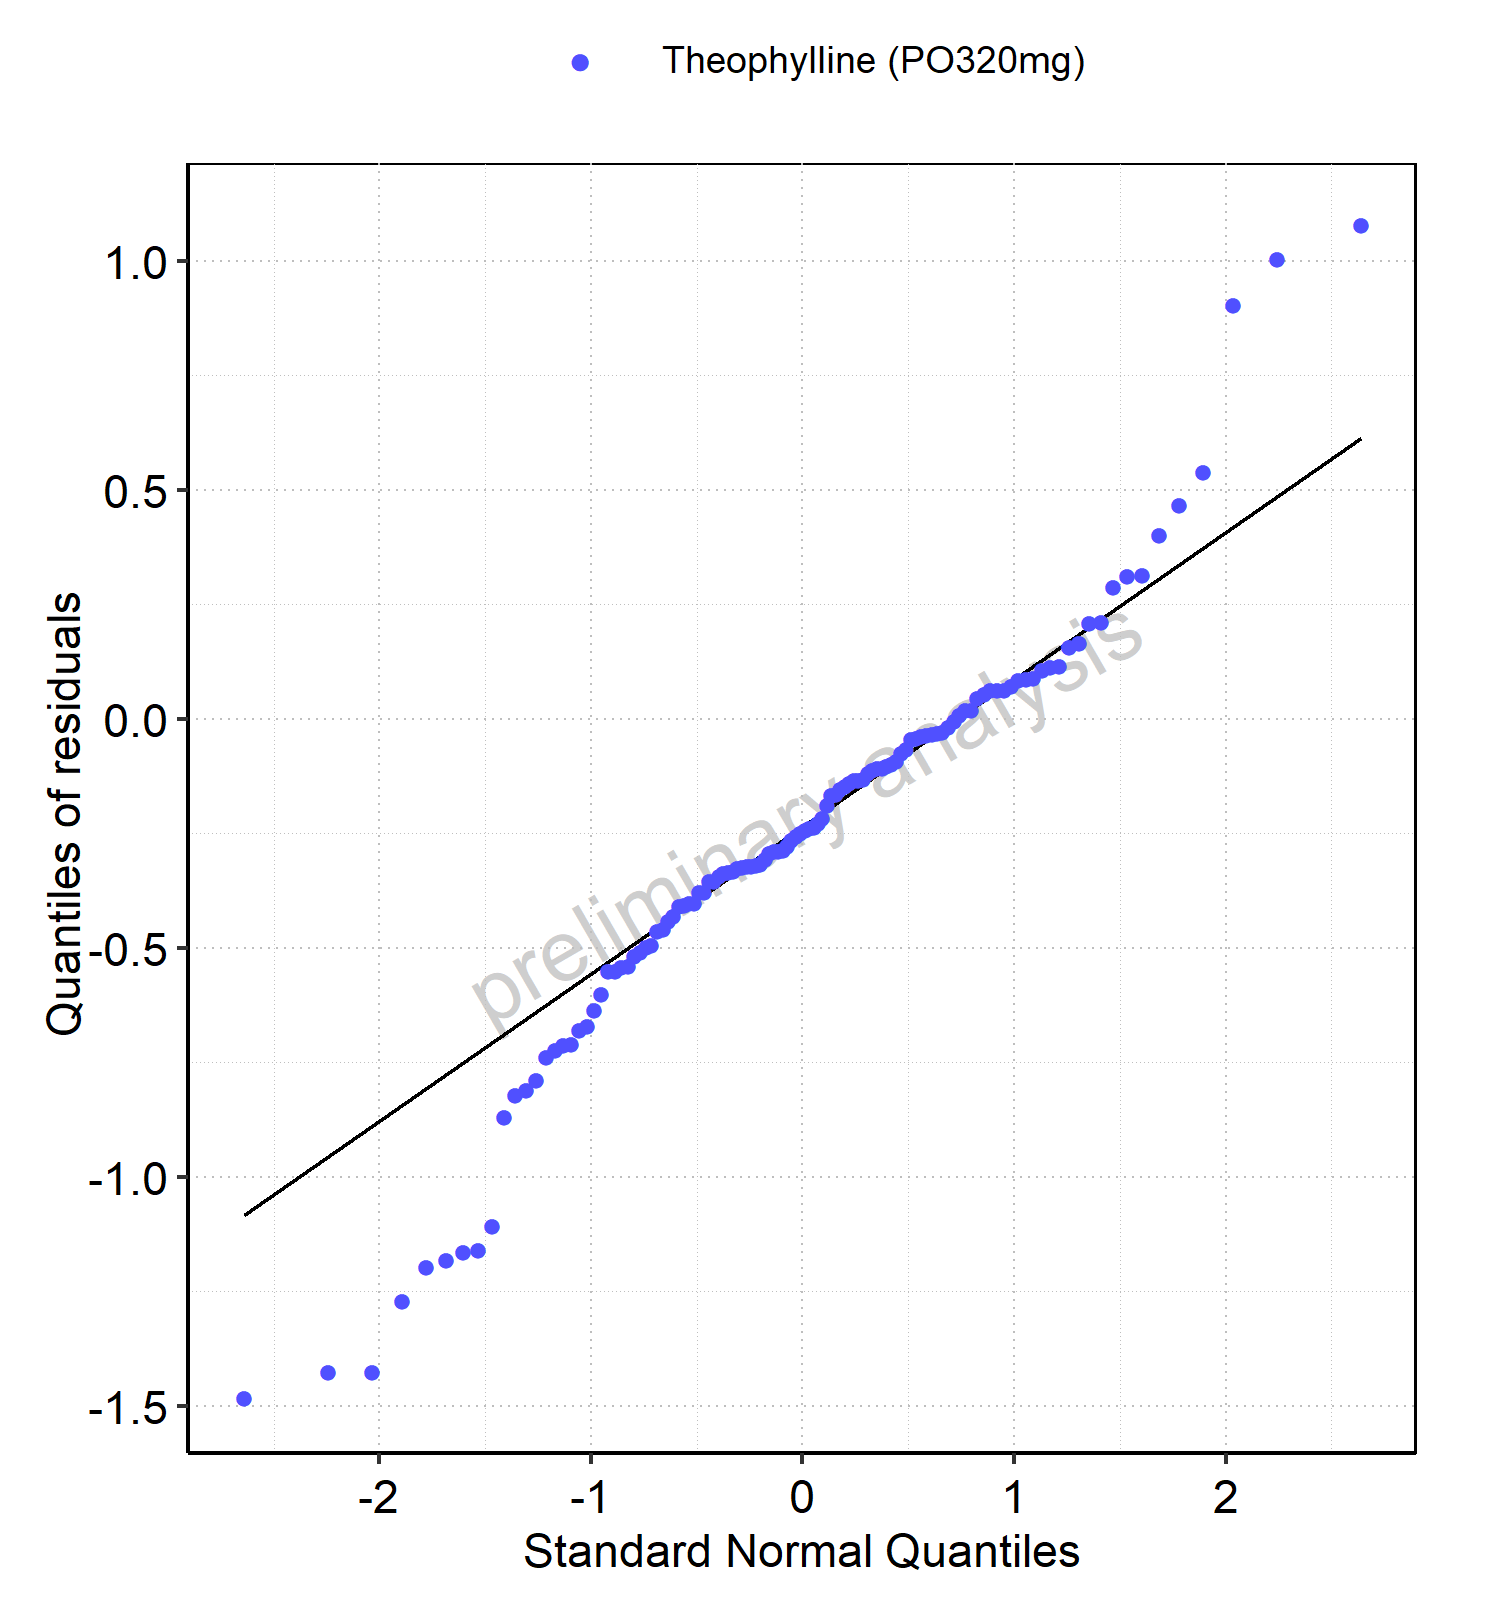 Theophylline (PO320mg)
1.0
0.5
0.0
-0.5
-1.0
-1.5
Quantiles of residuals
preliminary analysis
-2 -1 0 1 2
Standard Normal Quantiles